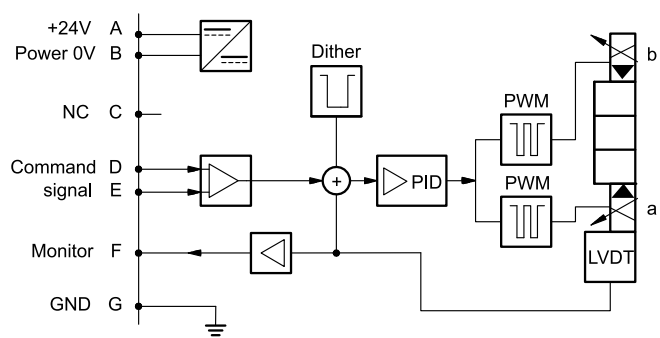 +24V A
Power 0V B
Dither
b
NC C
PWM
Command D
signal E
+
PID
PWM
a
Monitor F
LVDT
GND G